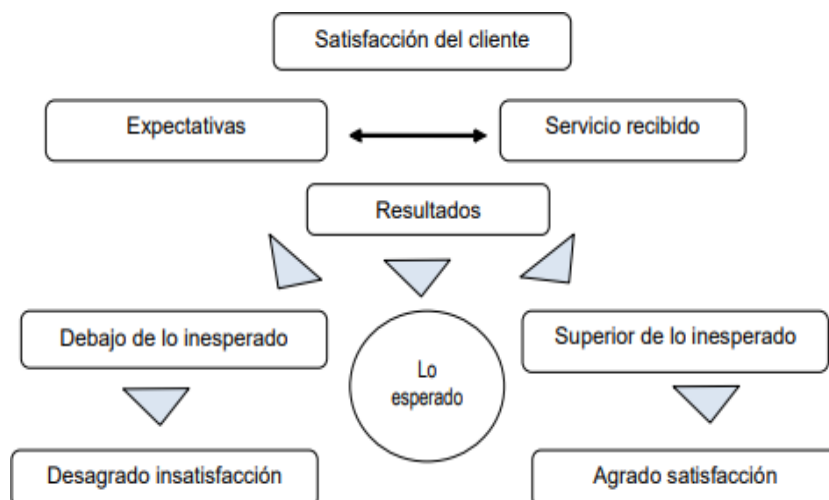 Satisfacción del cliente
Expectativas
Servicio recibido
Resultados
Debajo de lo inesperado
Superior de lo inesperado
Lo
esperado
Desagrado insatisfacción
Agrado satisfacción